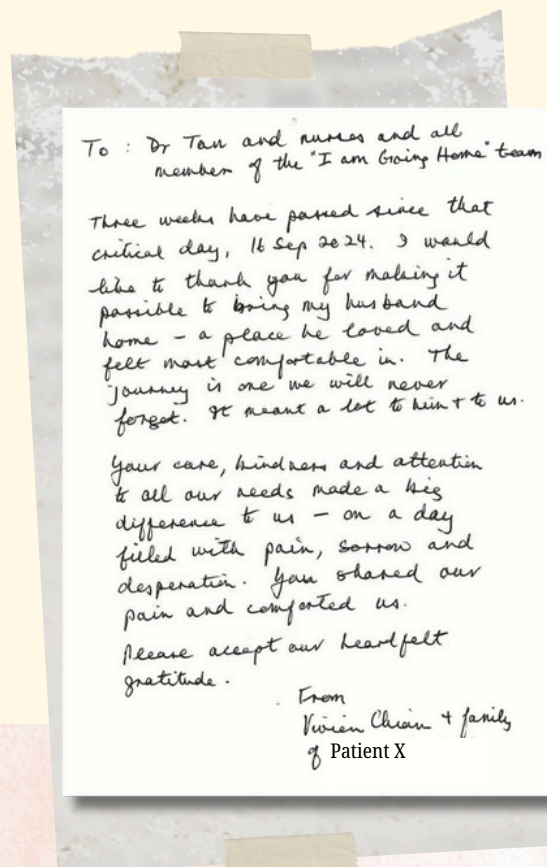 To : Dr Tan and nurses and all
member of the "I am Going Home" team
Three weeks have passed since that
critical day, 16 Sep 2024. I would
like to thank you for making it
possible to bring my husband
home - a place he loved and
felt most comfortable in. The
journey is one we will never
forget. It meant a lot to him + to us.
Your care, kindness and attention
to all our needs made a big
difference to us - on a day
filled with pain, sorrow and
desperation. You shared our
pain and comforted us.
Please accept our heartfelt
gratitude.
From
Vivien Chian + family
of Patient X